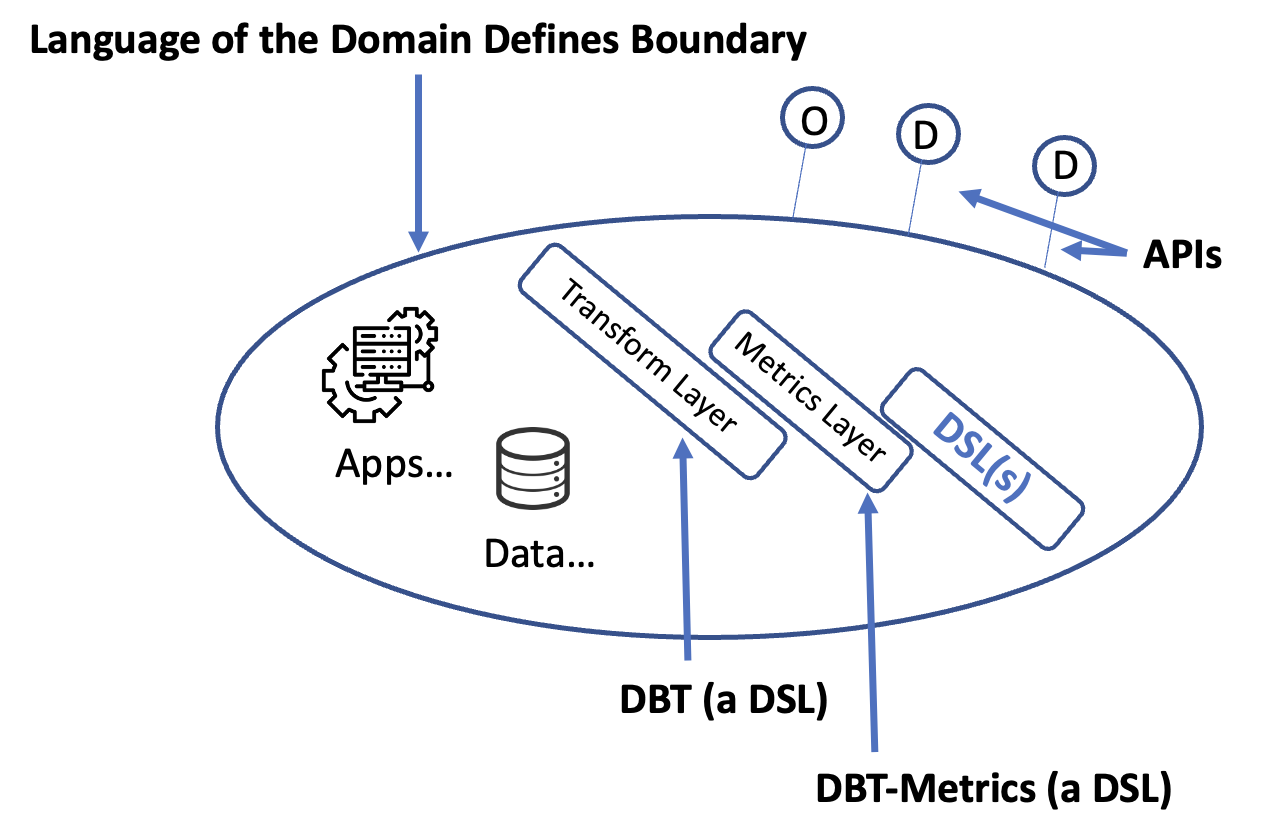 Language of the Domain Defines Boundary
O
D
D
APIs
Transform Layer
Metrics Layer
DSL(s)
Apps...
Data...
DBT (a DSL)
DBT-Metrics (a DSL)